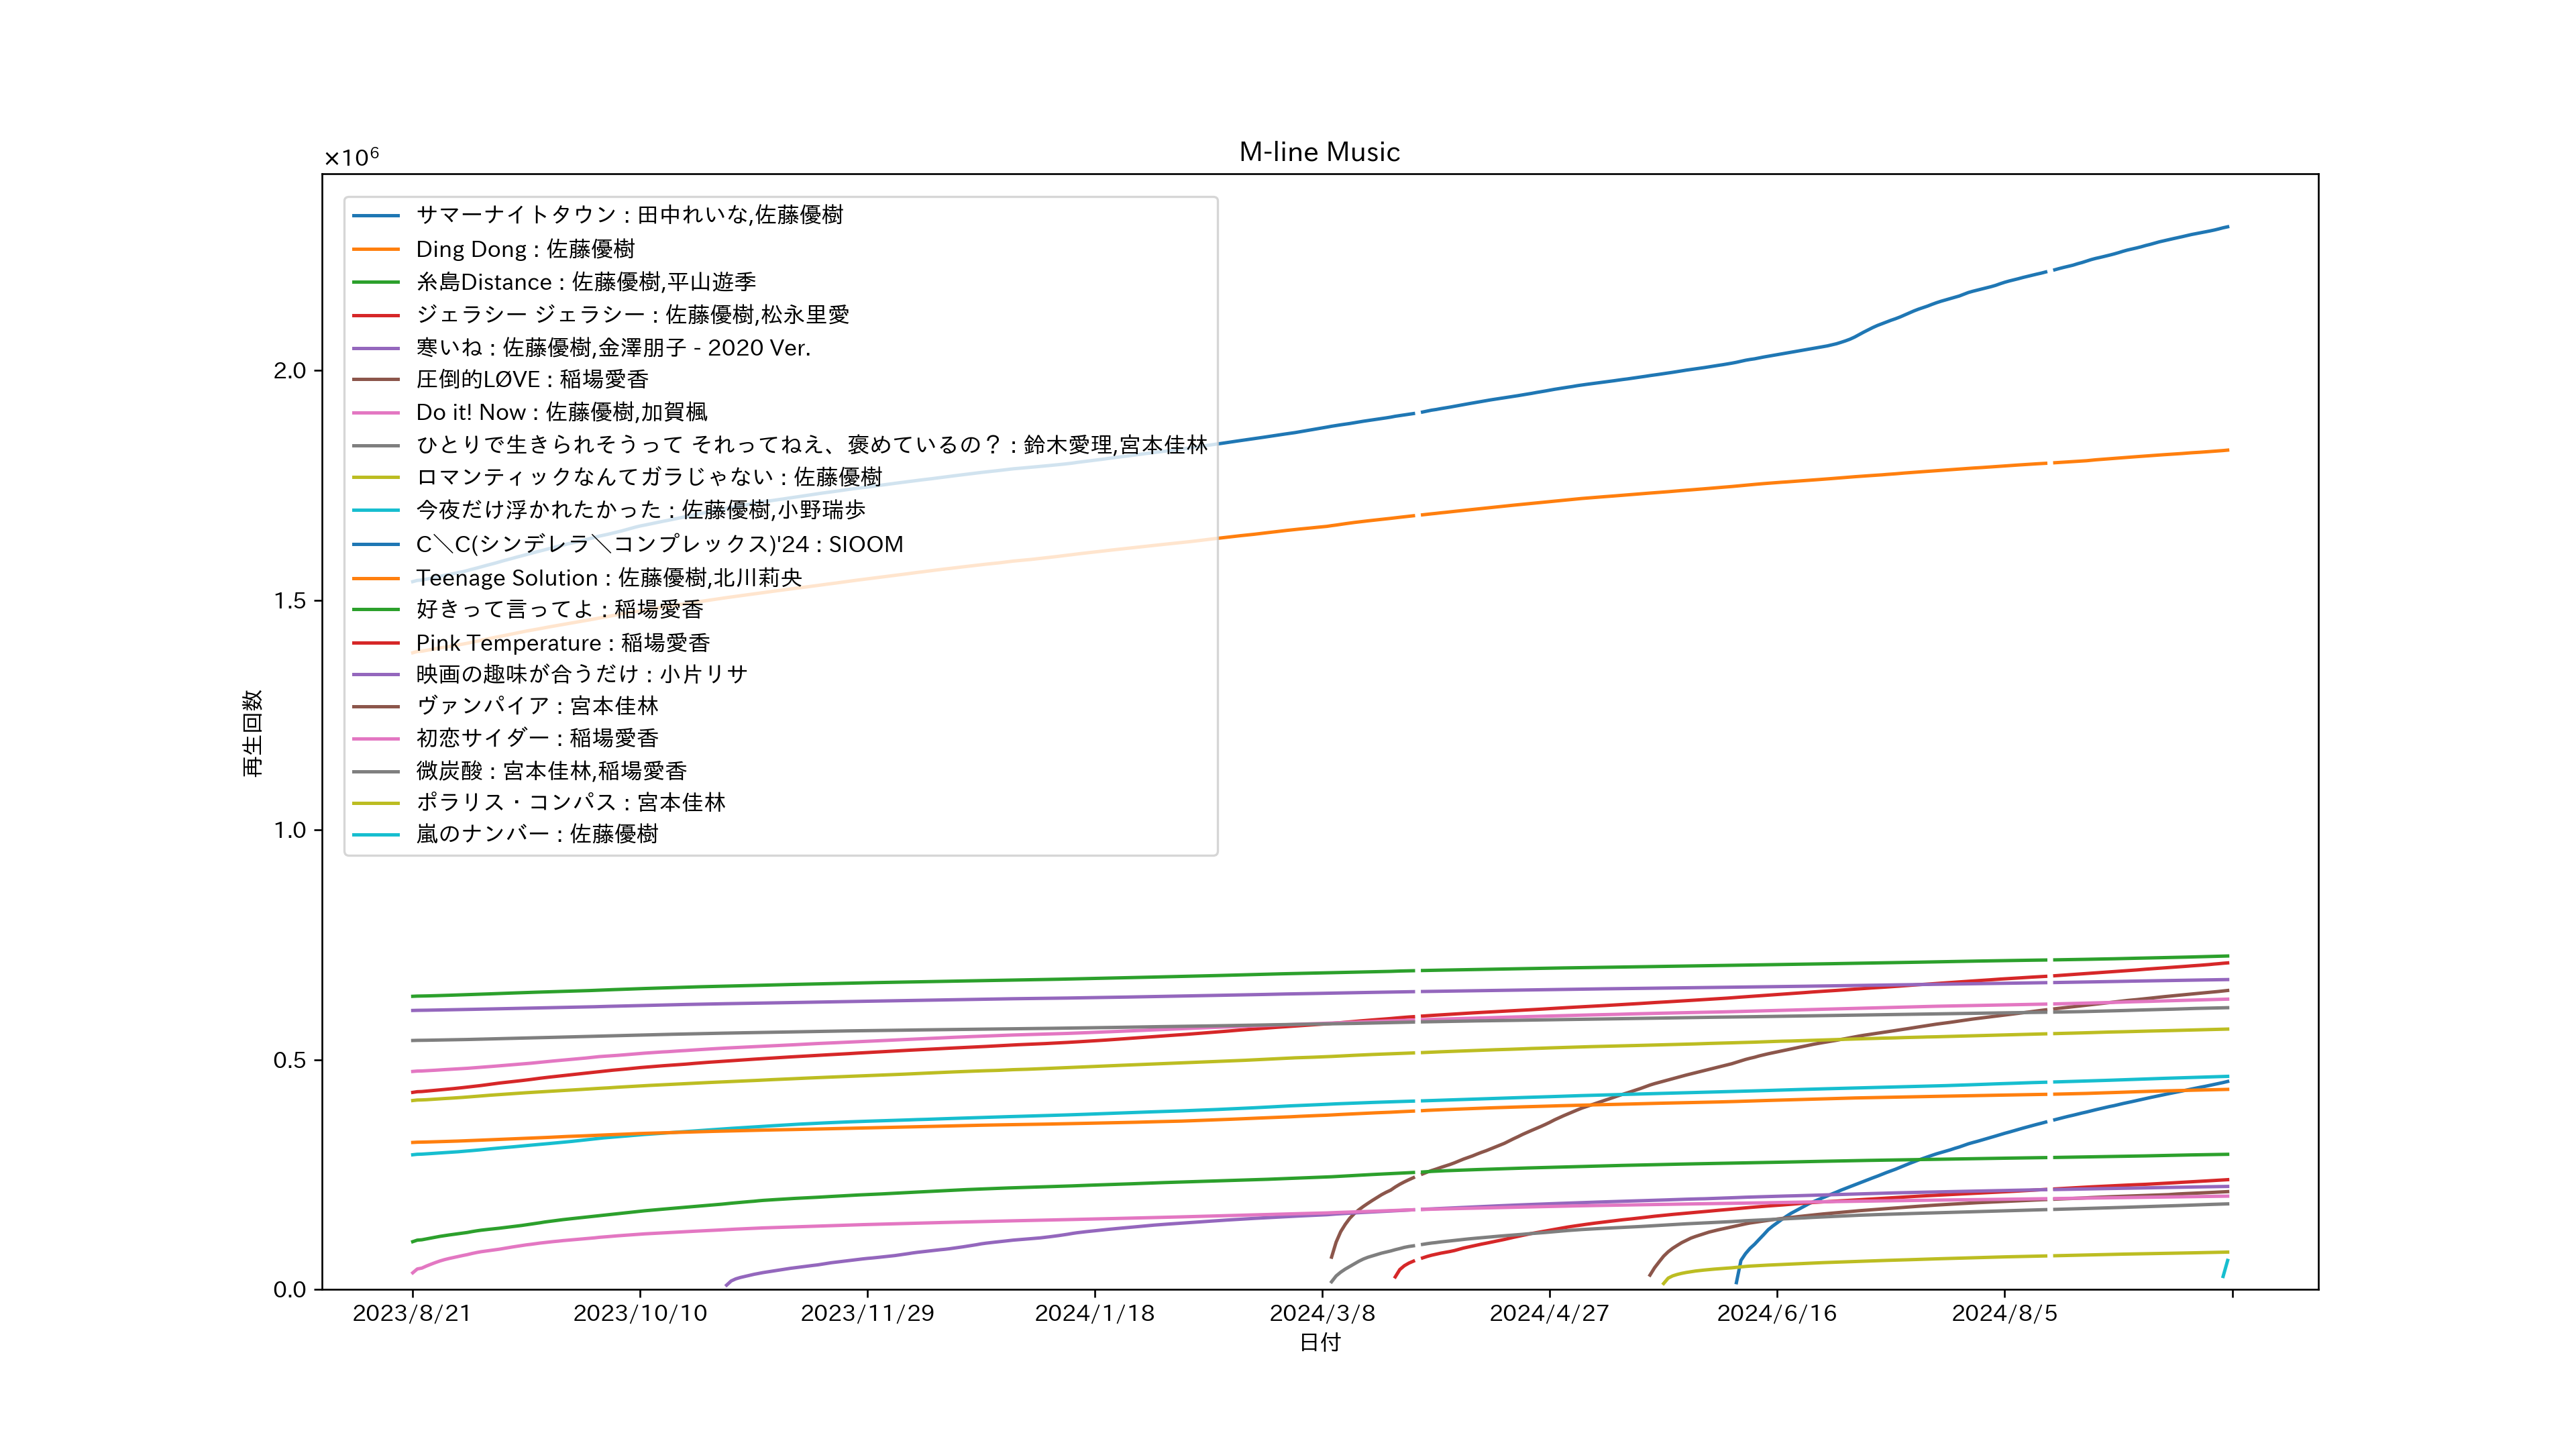 M-line Music
×10⁶
サマーナイトタウン : 田中れいな,佐藤優樹
Ding Dong : 佐藤優樹
糸島Distance : 佐藤優樹,平山遊季
ジェラシー ジェラシー : 佐藤優樹,松永里愛
寒いね : 佐藤優樹,金澤朋子 - 2020 Ver.
圧倒的LØVE : 稲場愛香
Do it! Now : 佐藤優樹,加賀楓
ひとりで生きられそうって それってねえ、褒めているの？ : 鈴木愛理,宮本佳林
ロマンティックなんてガラじゃない : 佐藤優樹
今夜だけ浮かれたかった : 佐藤優樹,小野瑞歩
C＼C(シンデレラ＼コンプレックス)'24 : SIOOM
Teenage Solution : 佐藤優樹,北川莉央
好きって言ってよ : 稲場愛香
Pink Temperature : 稲場愛香
映画の趣味が合うだけ : 小片リサ
ヴァンパイア : 宮本佳林
初恋サイダー : 稲場愛香
微炭酸 : 宮本佳林,稲場愛香
ポラリス・コンパス : 宮本佳林
嵐のナンバー : 佐藤優樹
2.0
1.5
1.0
0.5
0.0
再生回数
2023/8/21
2023/10/10
2023/11/29
2024/1/18
2024/3/8
2024/4/27
2024/6/16
2024/8/5
日付